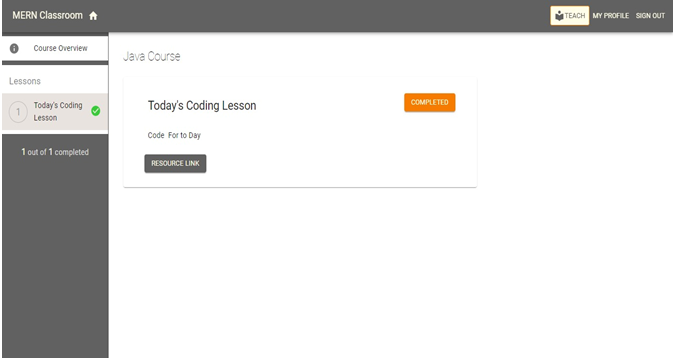 MERN Classroom
TEACH MY PROFILE SIGN OUT
Course Overview
Lessons
1
Today's Coding
Lesson
1 out of 1 completed
Java Course
Today's Coding Lesson
COMPLETED
Code For to Day
RESOURCE LINK